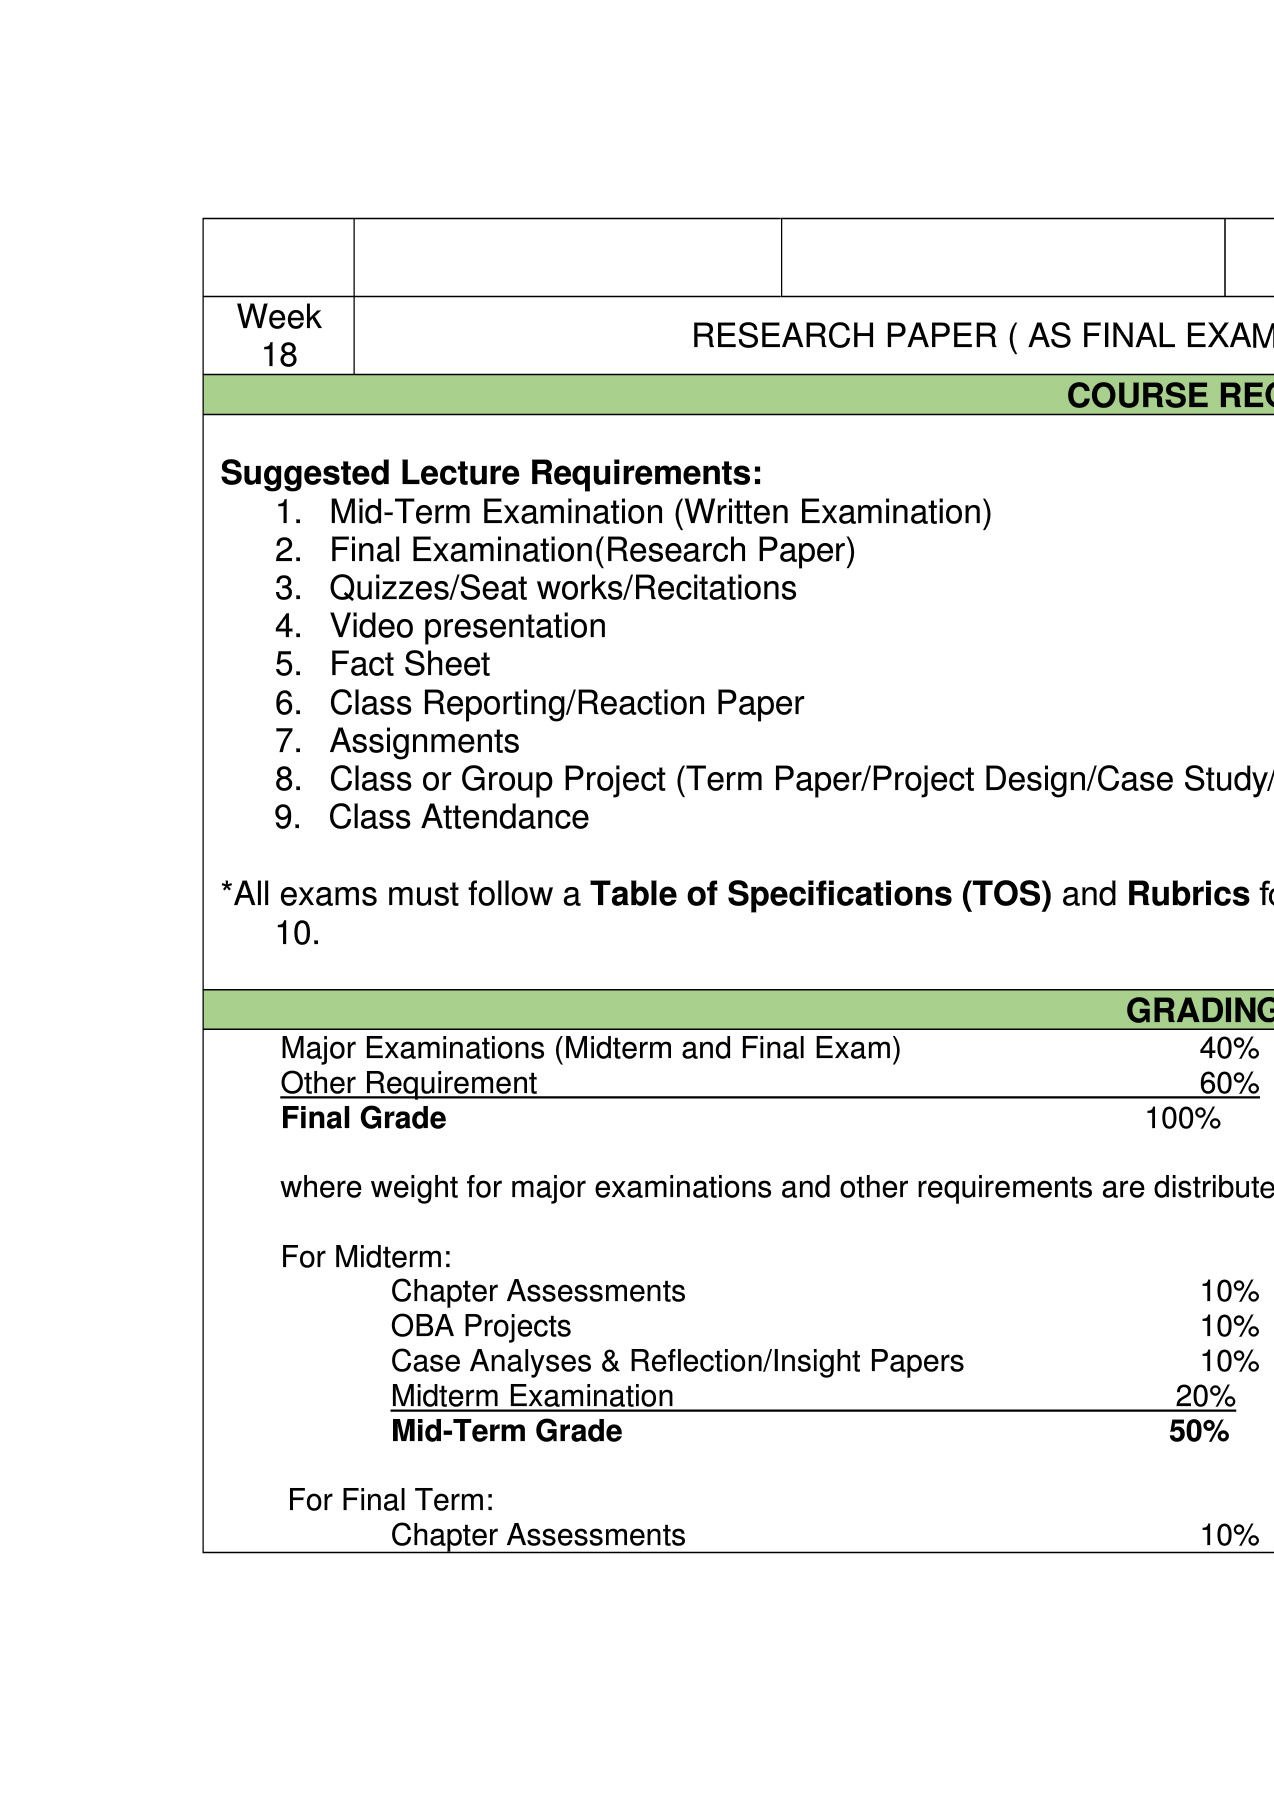 Week
18
RESEARCH PAPER ( AS FINAL EXAM
COURSE REQ
Suggested Lecture Requirements:
1. Mid-Term Examination (Written Examination)
2. Final Examination(Research Paper)
3. Quizzes/Seat works/Recitations
4. Video presentation
5. Fact Sheet
6. Class Reporting/Reaction Paper
7. Assignments
8. Class or Group Project (Term Paper/Project Design/Case Study/
9. Class Attendance
*All exams must follow a Table of Specifications (TOS) and Rubrics fo
10.
GRADING
Major Examinations (Midterm and Final Exam) 40%
Other Requirement 60%
Final Grade 100%
where weight for major examinations and other requirements are distribute
For Midterm:
Chapter Assessments 10%
OBA Projects 10%
Case Analyses & Reflection/Insight Papers 10%
Midterm Examination 20%
Mid-Term Grade 50%
For Final Term:
Chapter Assessments 10%